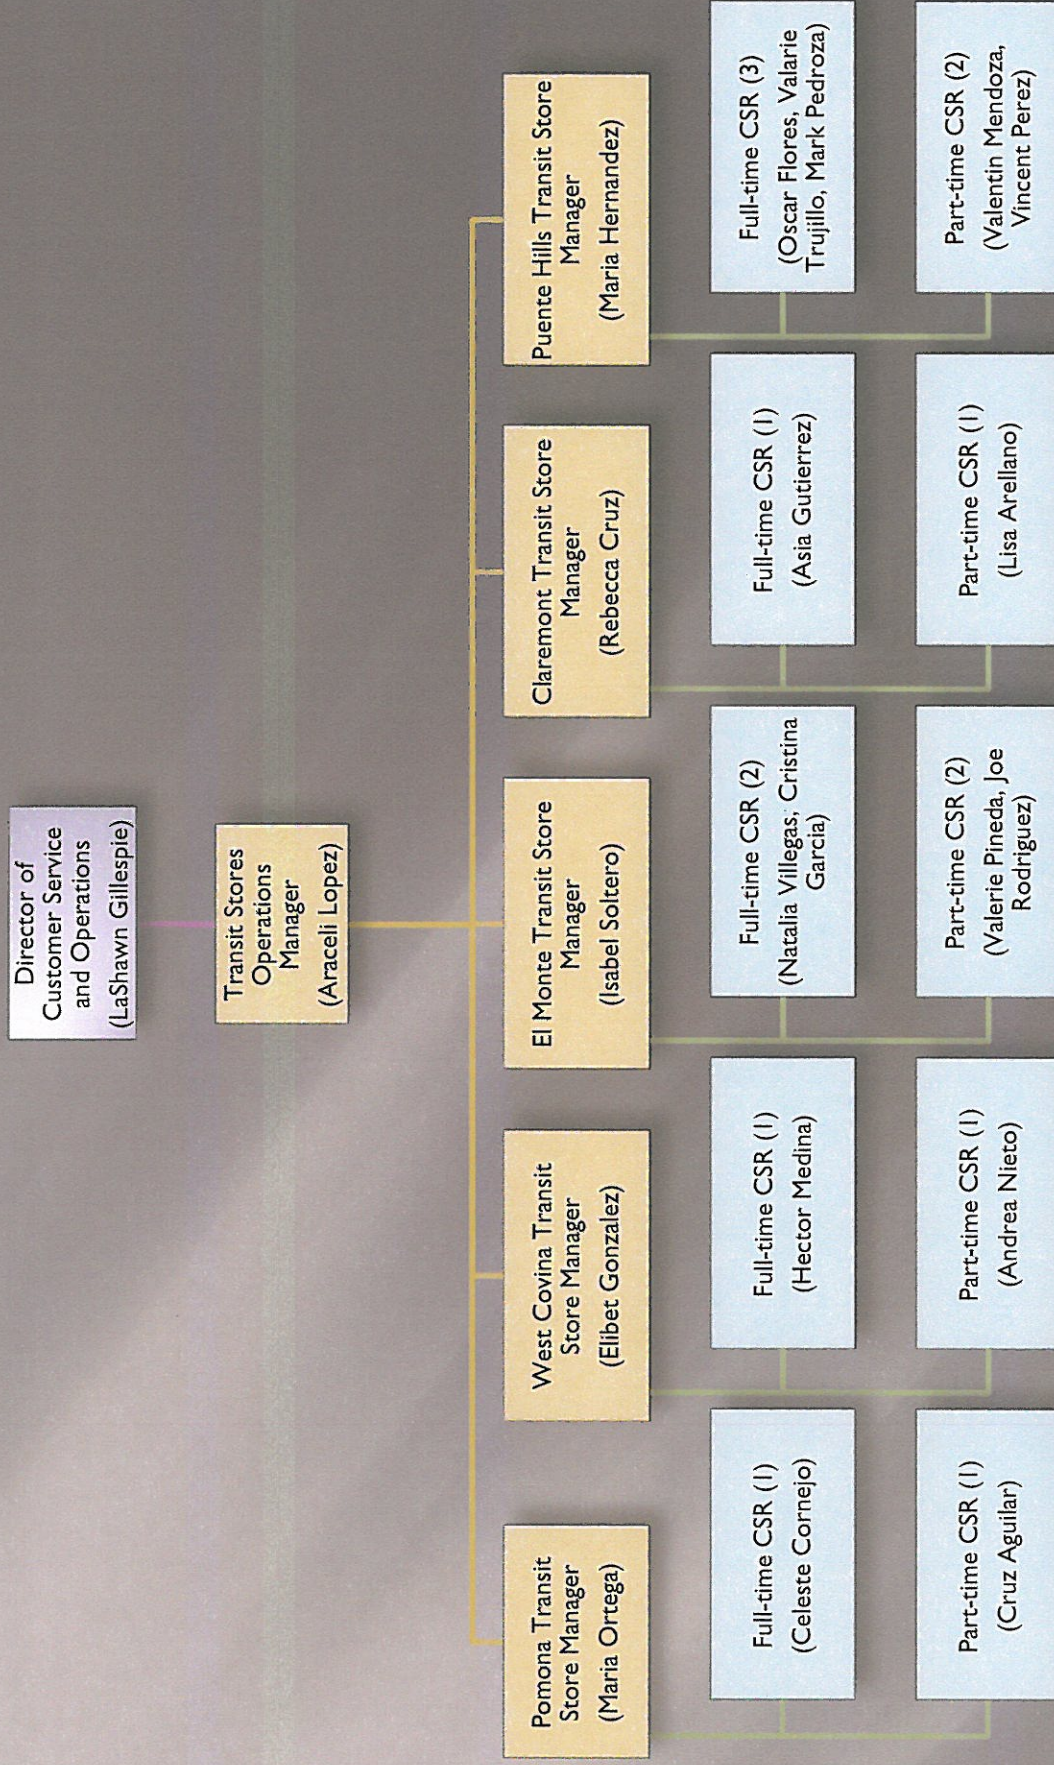 Director of
Customer Service
and Operations
(LaShawn Gillespie)
Transit Stores
Operations
Manager
(Araceli Lopez)
Pomona Transit
Store Manager
(Maria Ortega)
West Covina Transit
Store Manager
(Elibet Gonzalez)
El Monte Transit Store
Manager
(Isabel Soltero)
Claremont Transit Store
Manager
(Rebecca Cruz)
Puente Hills Transit Store
Manager
(Maria Hernandez)
Full-time CSR (1)
(Celeste Cornejo)
Full-time CSR (1)
(Hector Medina)
Full-time CSR (2)
(Natalia Villegas, Cristina
Garcia)
Full-time CSR (1)
(Asia Gutierrez)
Full-time CSR (3)
(Oscar Flores, Valarie
Trujillo, Mark Pedroza)
Part-time CSR (1)
(Cruz Aguilar)
Part-time CSR (1)
(Andrea Nieto)
Part-time CSR (2)
(Valerie Pineda, Joe
Rodriguez)
Part-time CSR (1)
(Lisa Arellano)
Part-time CSR (2)
(Valentin Mendoza,
Vincent Perez)